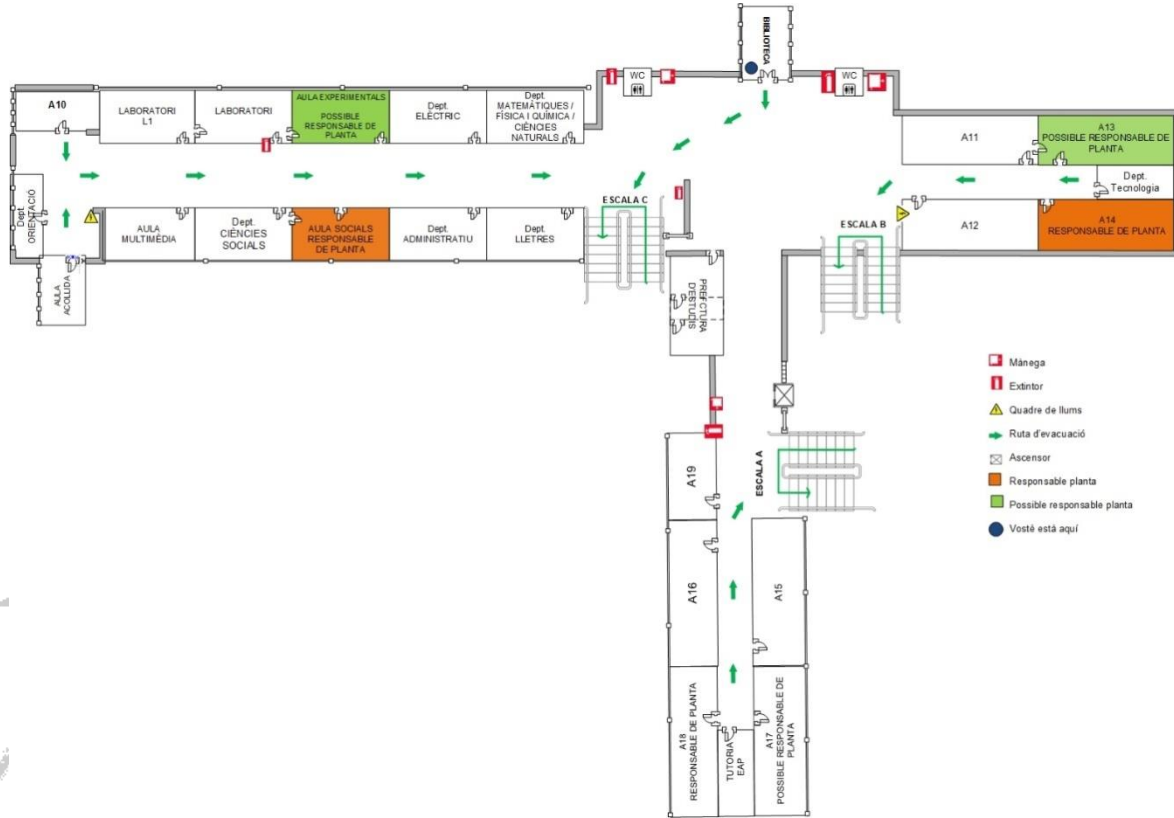 BIBLIOTECA
WC
WC
A10
LABORATORI
L1
LABORATORI
AULA EXPERIMENTALS
POSSIBLE
RESPONSABLE DE
PLANTA
Dept.
ELÈCTRIC
Dept.
MATEMÀTIQUES /
FÍSICA I QUÍMICA /
CIÈNCIES
NATURALS
A11
A13
POSSIBLE RESPONSABLE DE
PLANTA
Dept.
Tecnologia
Dept.
ORIENTACIÓ
AULA
MULTIMÈDIA
Dept.
CIÈNCIES
SOCIALS
AULA SOCIALS
RESPONSABLE
DE PLANTA
Dept.
ADMINISTRATIU
Dept.
LLETRES
ESCALA C
ESCALA B
A12
A14
RESPONSABLE DE PLANTA
AULA
ACOLLIDA
PREFECTURA
D'ESTUDIS
Mànega
Extintor
Quadre de llums
Ruta d'evacuació
Ascensor
Responsable planta
Possible responsable planta
Vosté está aquí
A19
ESCALA A
A16
A15
A18
RESPONSABLE DE PLANTA
TUTORIA
EAP
A17
POSSIBLE RESPONSABLE DE
PLANTA